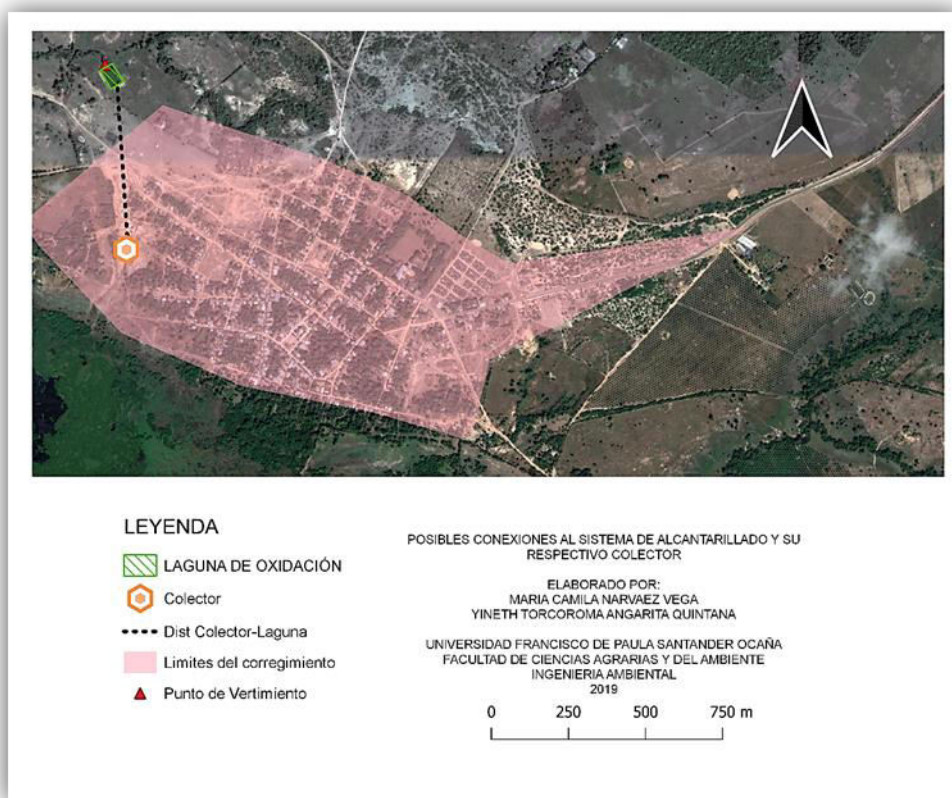 LEYENDA
LAGUNA DE OXIDACIÓN
Colector
Dist Colector-Laguna
Limites del corregimiento
Punto de Vertimiento
POSIBLES CONEXIONES AL SISTEMA DE ALCANTARILLADO Y SU
RESPECTIVO COLECTOR
ELABORADO POR:
MARIA CAMILA NARVAEZ VEGA
YINETH TORCOROMA ANGARITA QUINTANA
UNIVERSIDAD FRANCISCO DE PAULA SANTANDER OCAÑA
FACULTAD DE CIENCIAS AGRARIAS Y DEL AMBIENTE
INGENIERIA AMBIENTAL
2019
0 250 500 750 m